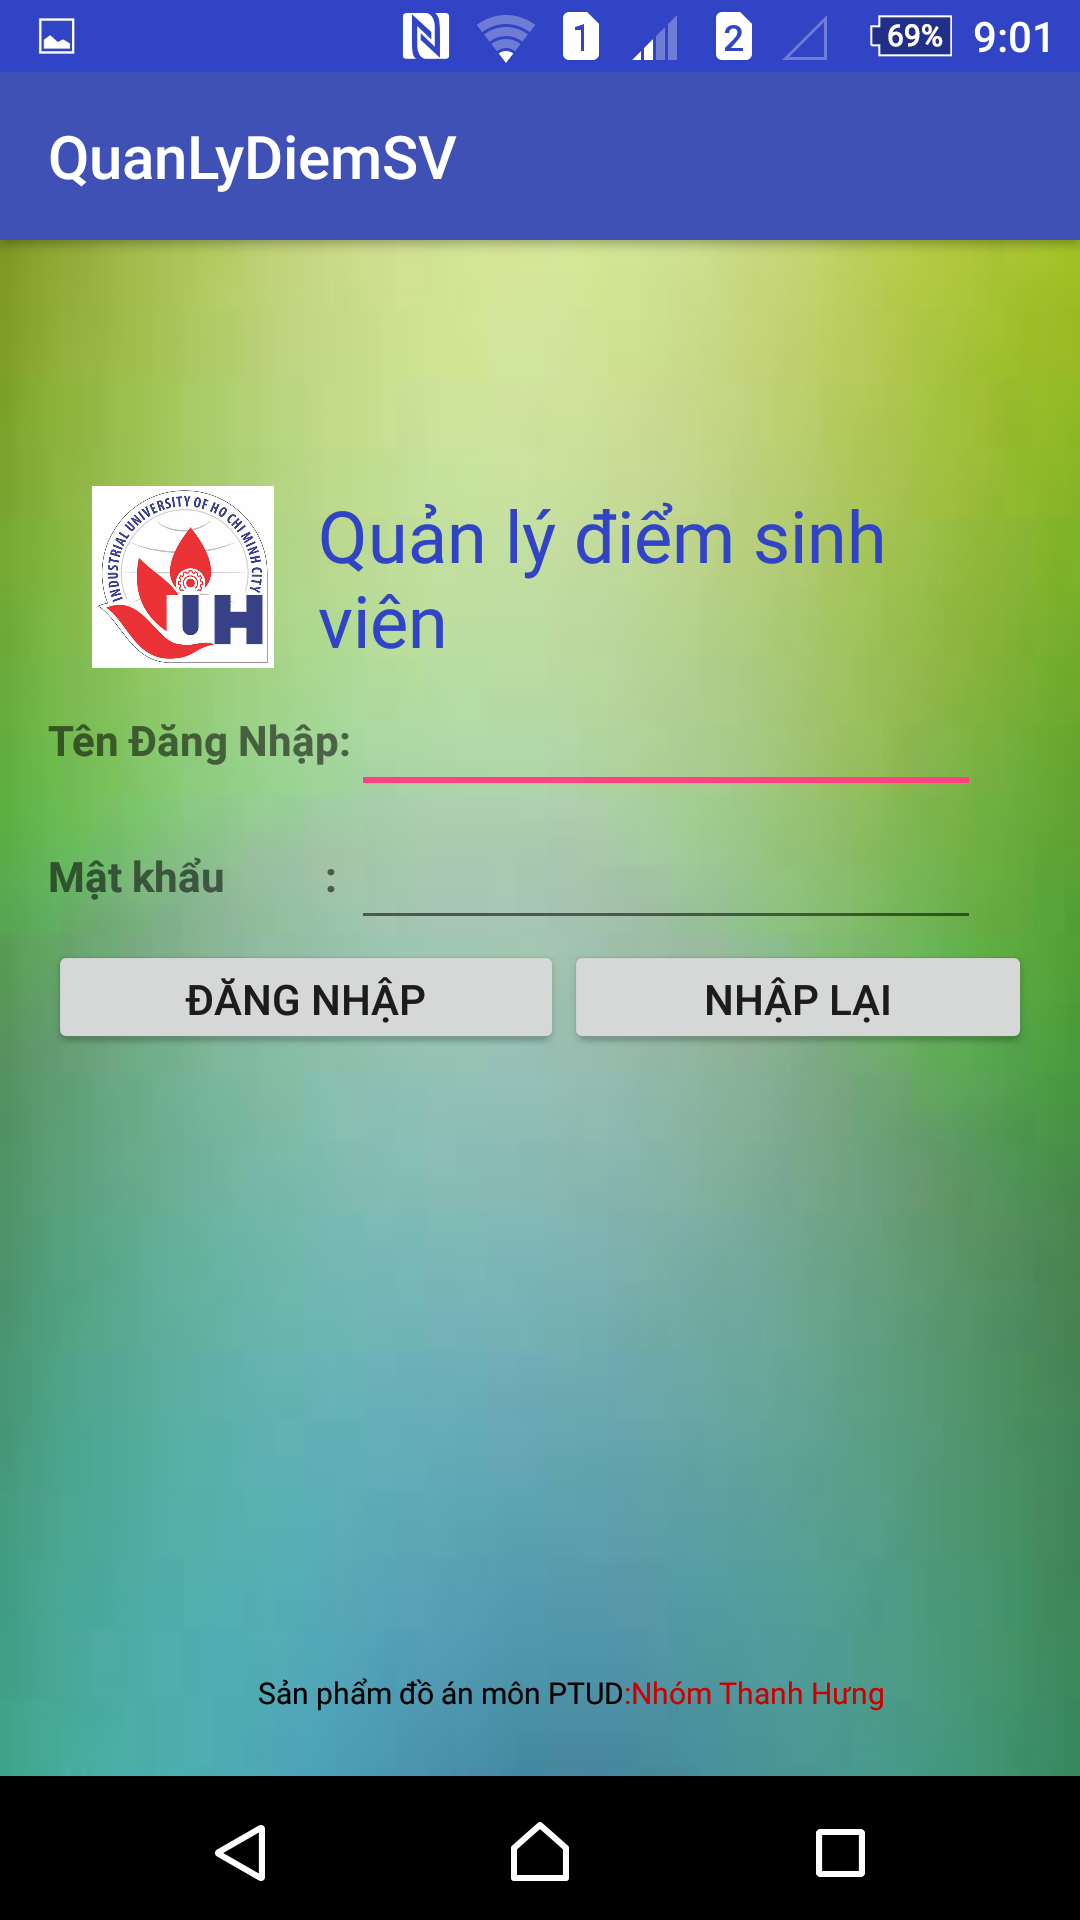 1 2 69% 9:01
QuanLyDiemSV
INDUSTRIAL UNIVERSITY OF HO CHI MINH CITY
IUH
Quản lý điểm sinh
viên
Tên Đăng Nhập:
Mật khẩu :
ĐĂNG NHẬP NHẬP LẠI
Sản phẩm đồ án môn PTUD:Nhóm Thanh Hưng